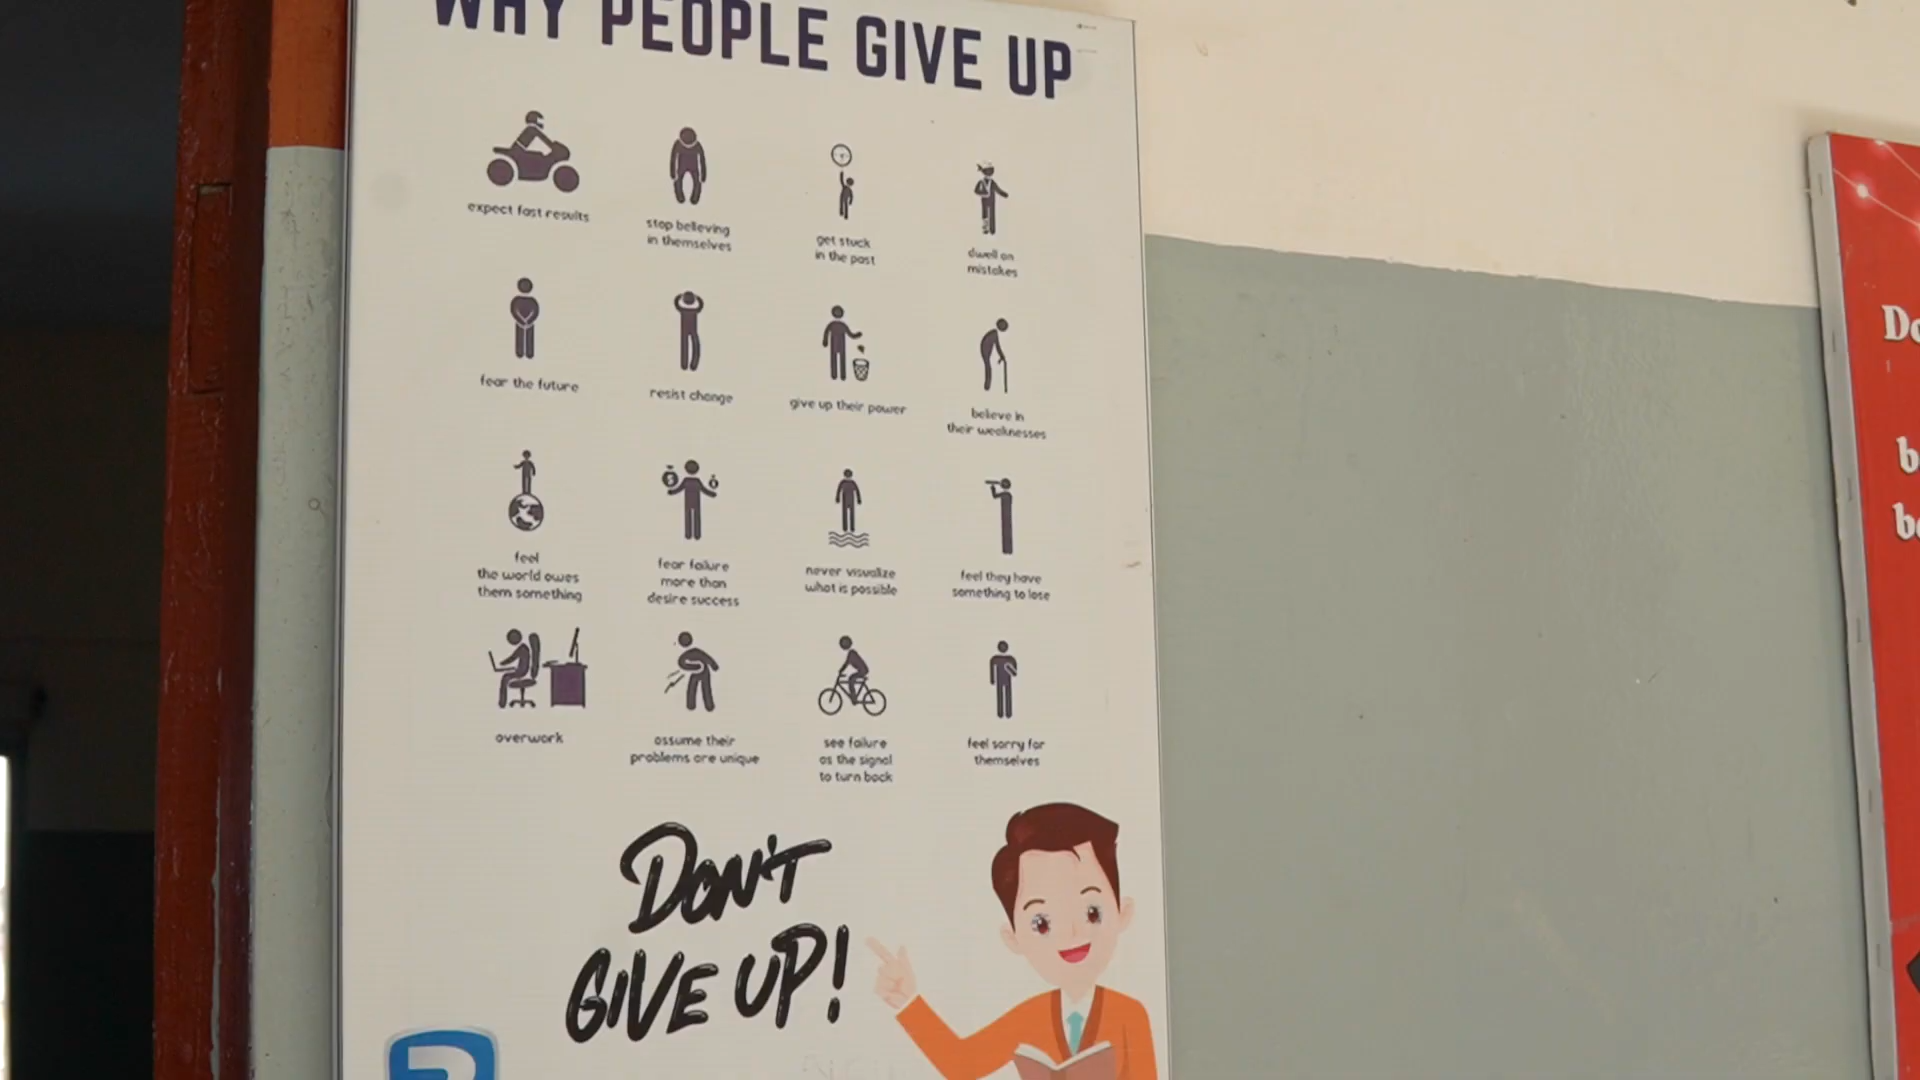 WHY PEOPLE GIVE UP
expect fast results
stop believing
in themselves
get stuck
in the past
dwell on
mistakes
fear the future
resist change
give up their power
believe in
their weaknesses
feel
the world owes
them something
fear failure
more than
desire success
never visualize
what is possible
feel they have
something to lose
overwork
assume their
problems are unique
see failure
as the signal
to turn back
feel sorry for
themselves
DON'T
GIVE UP!